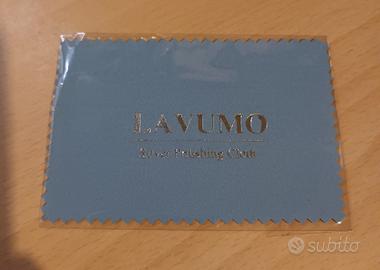 LAVUMO
Silver Polishing Cloth
subito